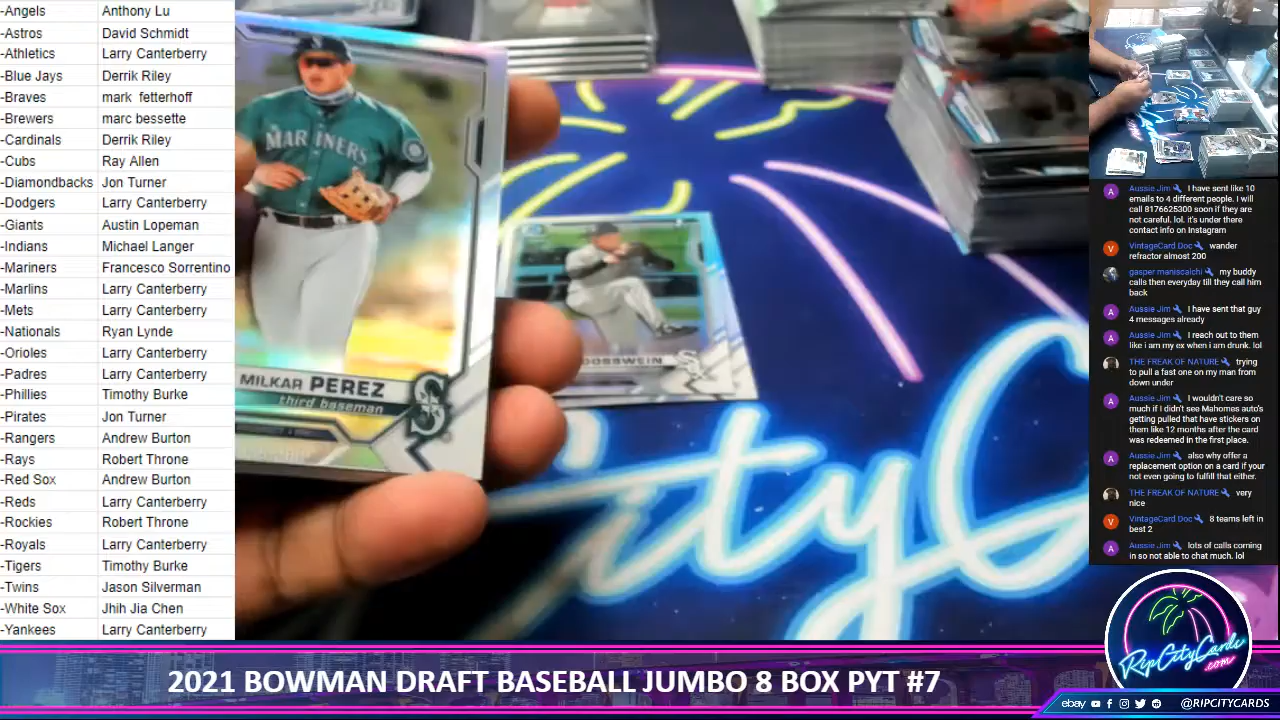 -Angels Anthony Lu
-Astros David Schmidt
-Athletics Larry Canterberry
-Blue Jays Derrik Riley
-Braves mark fetterhoff
-Brewers marc bessette
-Cardinals Derrik Riley
-Cubs Ray Allen
-Diamondbacks Jon Turner
-Dodgers Larry Canterberry
-Giants Austin Lopeman
-Indians Michael Langer
-Mariners Francesco Sorrentino
-Marlins Larry Canterberry
-Mets Larry Canterberry
-Nationals Ryan Lynde
-Orioles Larry Canterberry
-Padres Larry Canterberry
-Phillies Timothy Burke
-Pirates Jon Turner
-Rangers Andrew Burton
-Rays Robert Throne
-Red Sox Andrew Burton
-Reds Larry Canterberry
-Rockies Robert Throne
-Royals Larry Canterberry
-Tigers Timothy Burke
-Twins Jason Silverman
-White Sox Jhih Jia Chen
-Yankees Larry Canterberry
MARINERS
MILKAR PEREZ
third baseman
ityC
Aussie Jim I have sent like 10
emails to 4 different people. I will
call 8176625300 soon if they are
not careful. lol. it's under there
contact info on Instagram
VintageCard Doc wander
refractor almost 200
gasper maniscalchi my buddy
calls then everyday till they call him
back
Aussie Jim I have sent that guy
4 messages already
Aussie Jim I reach out to them
like i am my ex when i am drunk. lol
THE FREAK OF NATURE trying
to pull a fast one on my man from
down under
Aussie Jim I wouldn't care so
much if I didn't see Mahomes auto's
getting pulled that have stickers on
them like 12 months after the card
was redeemed in the first place.
Aussie Jim also why offer a
replacement option on a card if your
not even going to fulfill that either.
THE FREAK OF NATURE very
nice
VintageCard Doc 8 teams left in
best 2
Aussie Jim lots of calls coming
in so not able to chat much. lol
RipCityCards
.com
2021 BOWMAN DRAFT BASEBALL JUMBO 8 BOX PYT #7
ebay @RIPCITYCARDS